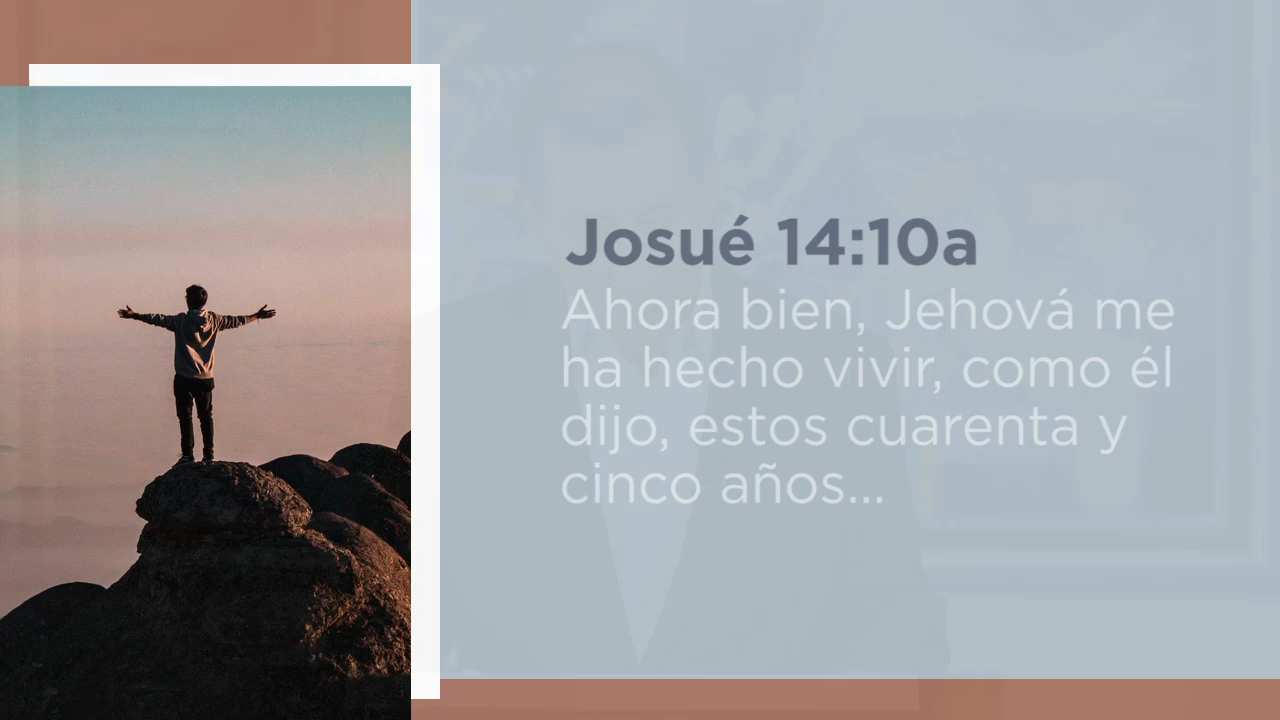 Josué 14:10a
Ahora bien, Jehová me
ha hecho vivir, como él
dijo, estos cuarenta y
cinco años...